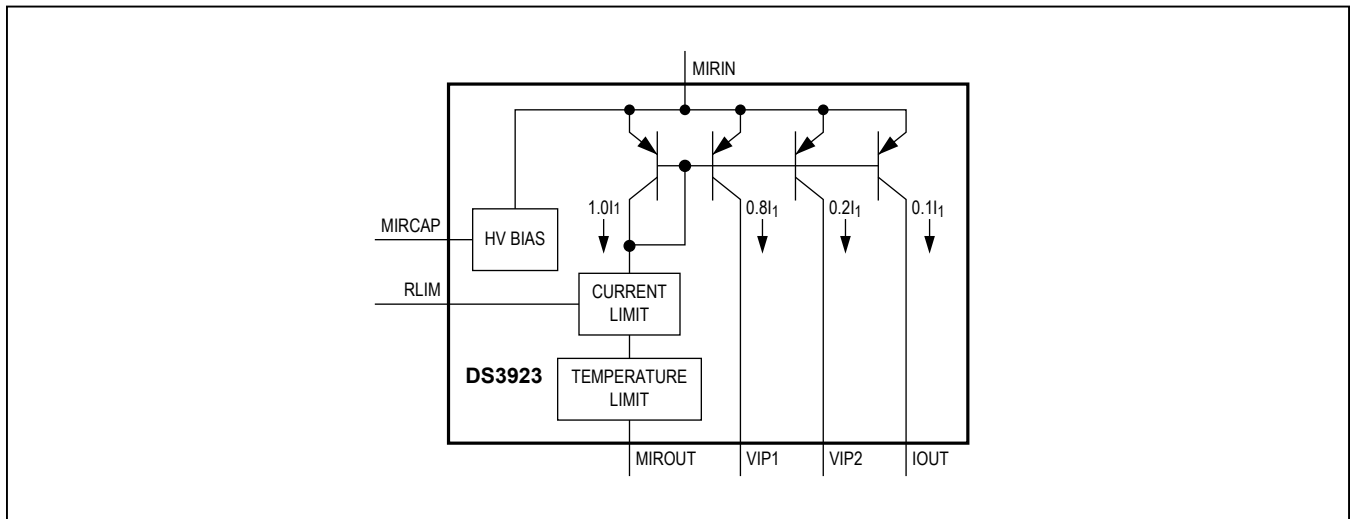 MIRIN
1.0I1
0.8I₁
0.2I₁
0.1I₁
MIRCAP
HV BIAS
RLIM
CURRENT
LIMIT
DS3923
TEMPERATURE
LIMIT
MIROUT
VIP1
VIP2
IOUT